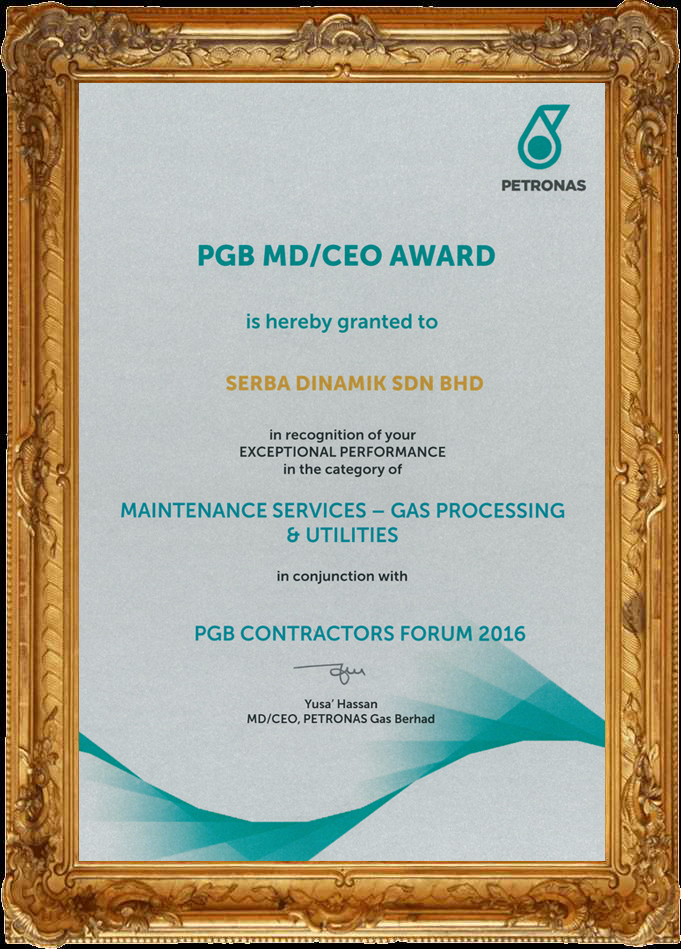 PETRONAS
PGB MD/CEO AWARD
is hereby granted to
SERBA DINAMIK SDN BHD
in recognition of your
EXCEPTIONAL PERFORMANCE
in the category of
MAINTENANCE SERVICES – GAS PROCESSING
& UTILITIES
in conjunction with
PGB CONTRACTORS FORUM 2016
Yusa’ Hassan
MD/CEO, PETRONAS Gas Berhad